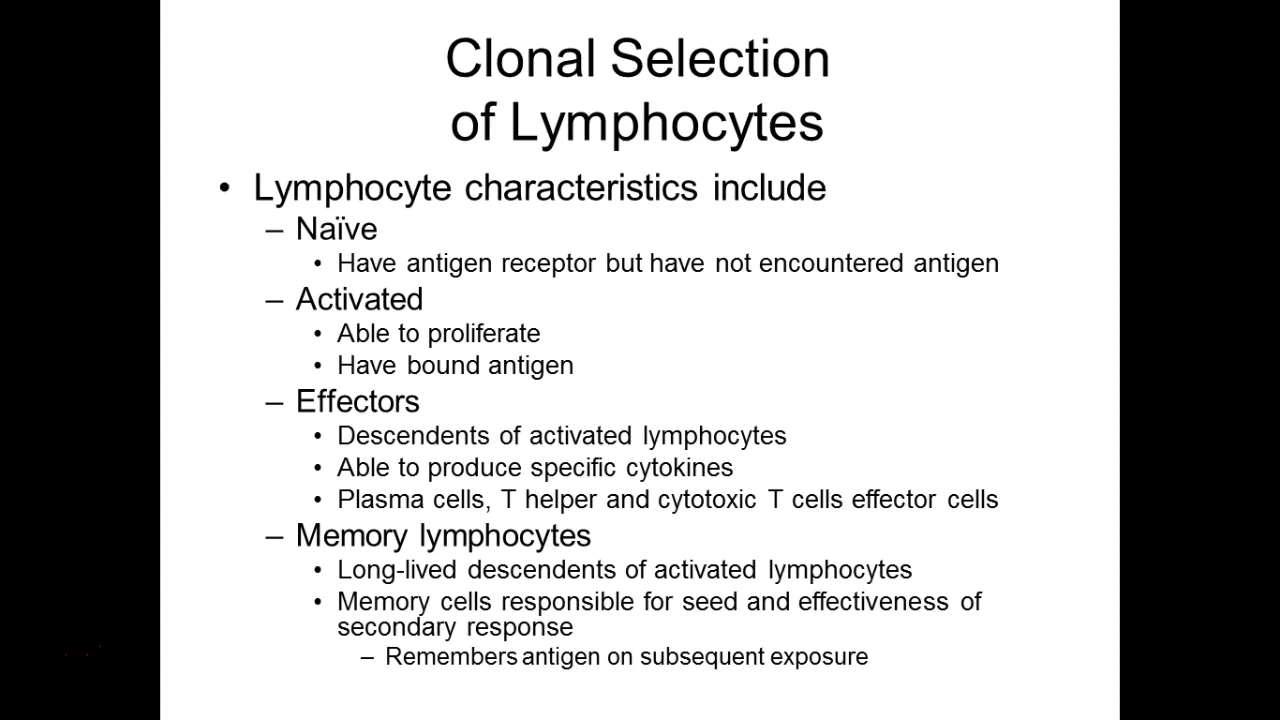 Clonal Selection
of Lymphocytes
• Lymphocyte characteristics include
– Naïve
• Have antigen receptor but have not encountered antigen
– Activated
• Able to proliferate
• Have bound antigen
– Effectors
• Descendents of activated lymphocytes
• Able to produce specific cytokines
• Plasma cells, T helper and cytotoxic T cells effector cells
– Memory lymphocytes
• Long-lived descendents of activated lymphocytes
• Memory cells responsible for seed and effectiveness of
secondary response
– Remembers antigen on subsequent exposure